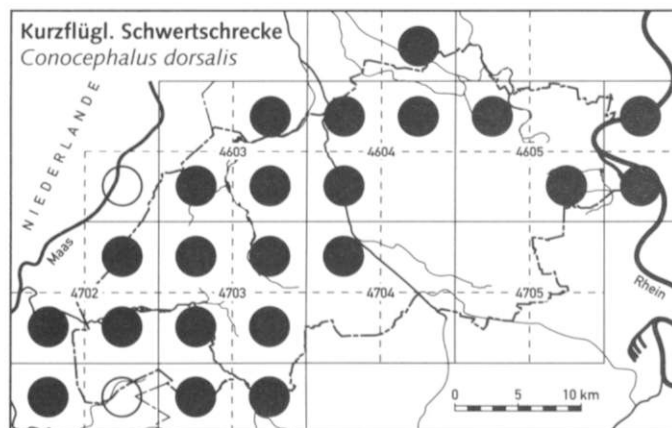 Kurzflügl. Schwertschrecke
Conocephalus dorsalis
NIEDERLANDE
4603
4604
4605
Maas
4702
4703
4704
4705
Rhein
0 5 10 km